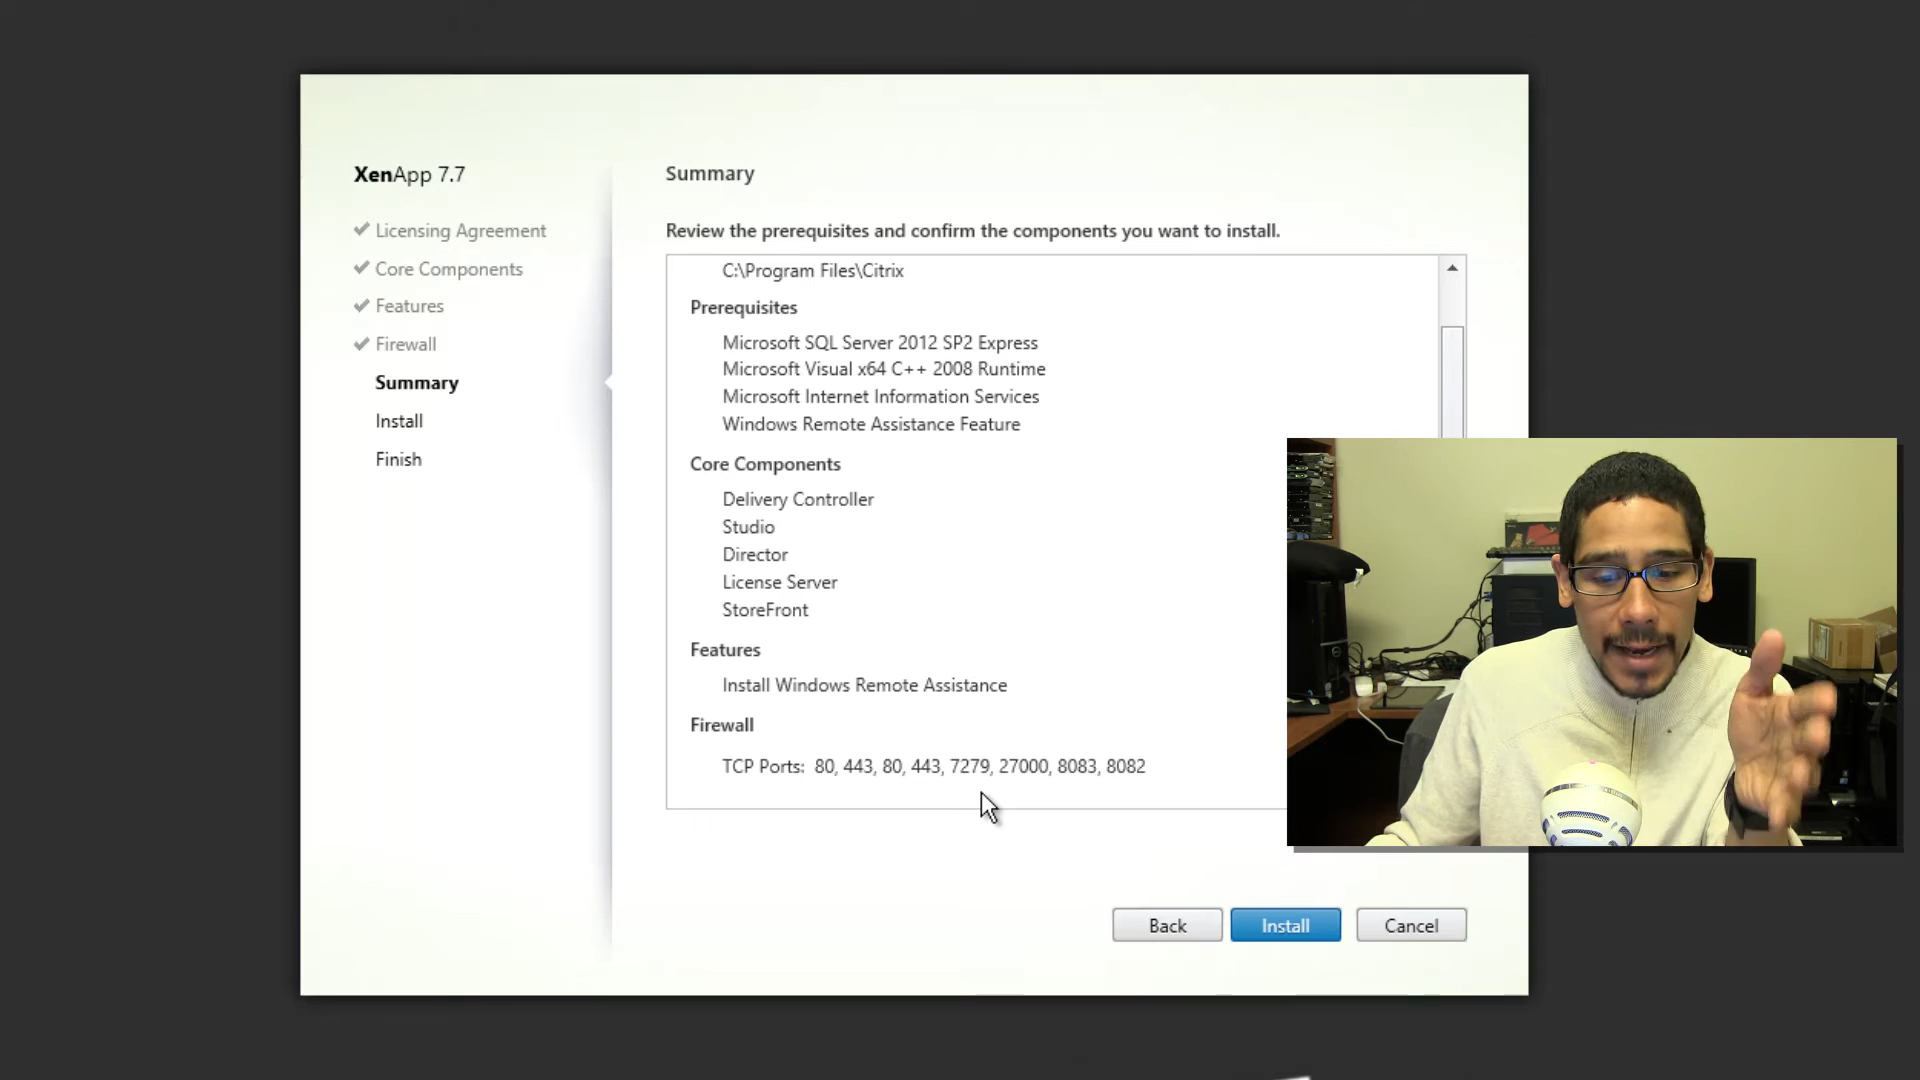 XenApp 7.7
Licensing Agreement
Core Components
Features
Firewall
Summary
Install
Finish
Summary
Review the prerequisites and confirm the components you want to install.
C:\Program Files\Citrix
Prerequisites
Microsoft SQL Server 2012 SP2 Express
Microsoft Visual x64 C++ 2008 Runtime
Microsoft Internet Information Services
Windows Remote Assistance Feature
Core Components
Delivery Controller
Studio
Director
License Server
StoreFront
Features
Install Windows Remote Assistance
Firewall
TCP Ports: 80, 443, 80, 443, 7279, 27000, 8083, 8082
Back
Install
Cancel